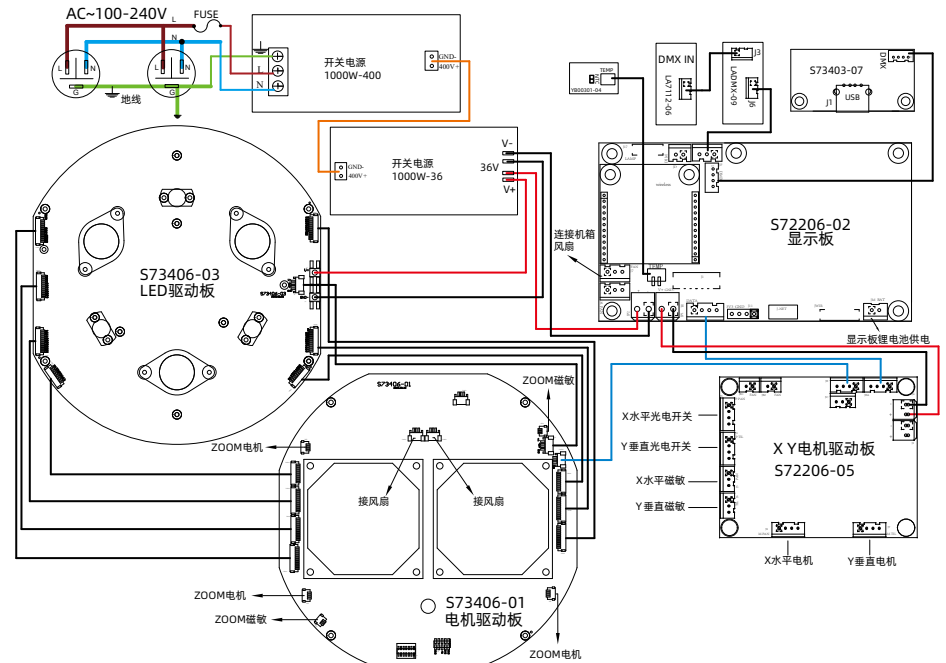 AC~100-240V
L
FUSE
N
L
N
L
N
G
G
地线
L
N
开关电源
1000W-400
GND-
400V+
开关电源
1000W-36
GND-
400V+
V-
36V
V+
TEMP
FAN
YB00301-04
DMX IN
LA7112-06
LADMX-09
J3
J6
S73403-07
DMX
J1
USB
S72206-02
显示板
连接机箱
风扇
TEMP
显示板锂电池供电
S73406-03
LED驱动板
S73406-03
S73406-01
ZOOM磁敏
ZOOM电机
接风扇
接风扇
ZOOM电机
ZOOM磁敏
S73406-01
电机驱动板
ZOOM电机
X水平光电开关
Y垂直光电开关
X水平磁敏
Y垂直磁敏
X Y电机驱动板
S72206-05
X水平电机
Y垂直电机